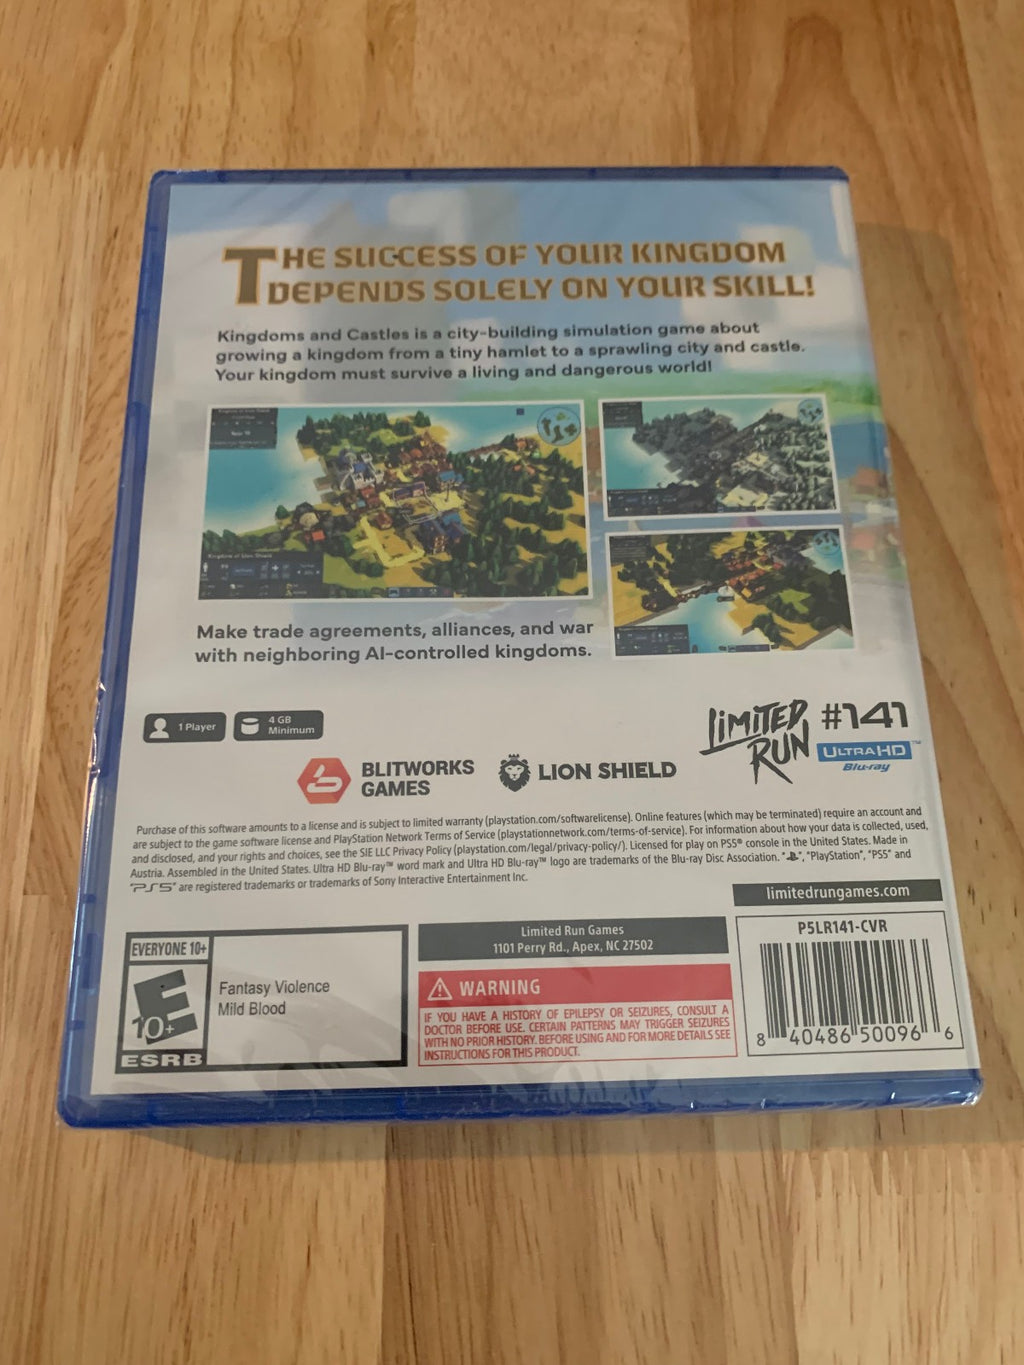 THE SUCCESS OF YOUR KINGDOM
DEPENDS SOLELY ON YOUR SKILL!
Kingdoms and Castles is a city-building simulation game about
growing a kingdom from a tiny hamlet to a sprawling city and castle.
Your kingdom must survive a living and dangerous world!
Make trade agreements, alliances, and war
with neighboring AI-controlled kingdoms.
1 Player
4 GB
Minimum
LIMITED
RUN
#141
ULTRAHD™
Blu-ray
BLITWORKS
GAMES
LION SHIELD
Purchase of this software amounts to a license and is subject to limited warranty (playstation.com/softwarelicense). Online features (which may be terminated) require an account and
are subject to the game software license and PlayStation Network Terms of Service (playstationnetwork.com/terms-of-service). For information about how your data is collected, used,
and disclosed, and your rights and choices, see the SIE LLC Privacy Policy (playstation.com/legal/privacy-policy/). Licensed for play on PS5® console in the United States. Made in
Austria. Assembled in the United States. Ultra HD Blu-ray™ word mark and Ultra HD Blu-ray™ logo are trademarks of the Blu-ray Disc Association. "", "PlayStation", "PS5" and
"PS5" are registered trademarks or trademarks of Sony Interactive Entertainment Inc.
limitedrungames.com
EVERYONE 10+
E
10+
ESRB
Fantasy Violence
Mild Blood
Limited Run Games
1101 Perry Rd., Apex, NC 27502
WARNING
IF YOU HAVE A HISTORY OF EPILEPSY OR SEIZURES, CONSULT A
DOCTOR BEFORE USE. CERTAIN PATTERNS MAY TRIGGER SEIZURES
WITH NO PRIOR HISTORY. BEFORE USING AND FOR MORE DETAILS SEE
INSTRUCTIONS FOR THIS PRODUCT.
P5LR141-CVR
8 40486 50096 6